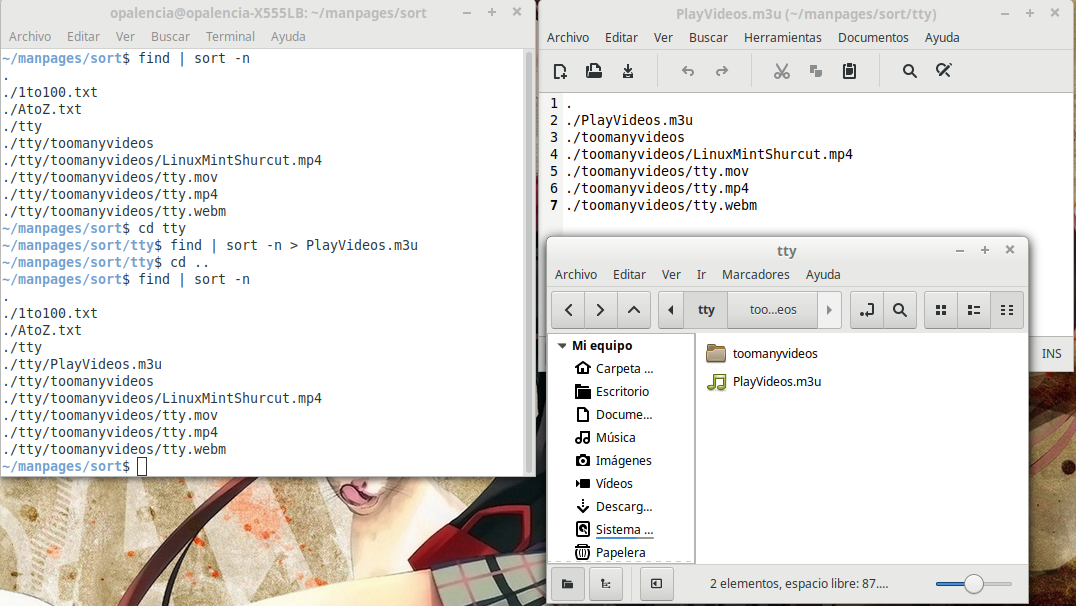 opalencia@opalencia-X555LB: ~/manpages/sort
Archivo Editar Ver Buscar Terminal Ayuda
~/manpages/sort$ find | sort -n
.
./1to100.txt
./AtoZ.txt
./tty
./tty/toomanyvideos
./tty/toomanyvideos/LinuxMintShurcut.mp4
./tty/toomanyvideos/tty.mov
./tty/toomanyvideos/tty.mp4
./tty/toomanyvideos/tty.webm
~/manpages/sort$ cd tty
~/manpages/sort/tty$ find | sort -n > PlayVideos.m3u
~/manpages/sort/tty$ cd ..
~/manpages/sort$ find | sort -n
.
./1to100.txt
./AtoZ.txt
./tty
./tty/PlayVideos.m3u
./tty/toomanyvideos
./tty/toomanyvideos/LinuxMintShurcut.mp4
./tty/toomanyvideos/tty.mov
./tty/toomanyvideos/tty.mp4
./tty/toomanyvideos/tty.webm
~/manpages/sort$
PlayVideos.m3u (~/manpages/sort/tty)
Archivo Editar Ver Buscar Herramientas Documentos Ayuda
1 .
2 ./PlayVideos.m3u
3 ./toomanyvideos
4 ./toomanyvideos/LinuxMintShurcut.mp4
5 ./toomanyvideos/tty.mov
6 ./toomanyvideos/tty.mp4
7 ./toomanyvideos/tty.webm
INS
tty
Archivo Editar Ver Ir Marcadores Ayuda
tty too...eos
Mi equipo
Carpeta ...
Escritorio
Docume...
Música
Imágenes
Vídeos
Descarg...
Sistema ...
Papelera
toomanyvideos
PlayVideos.m3u
2 elementos, espacio libre: 87....